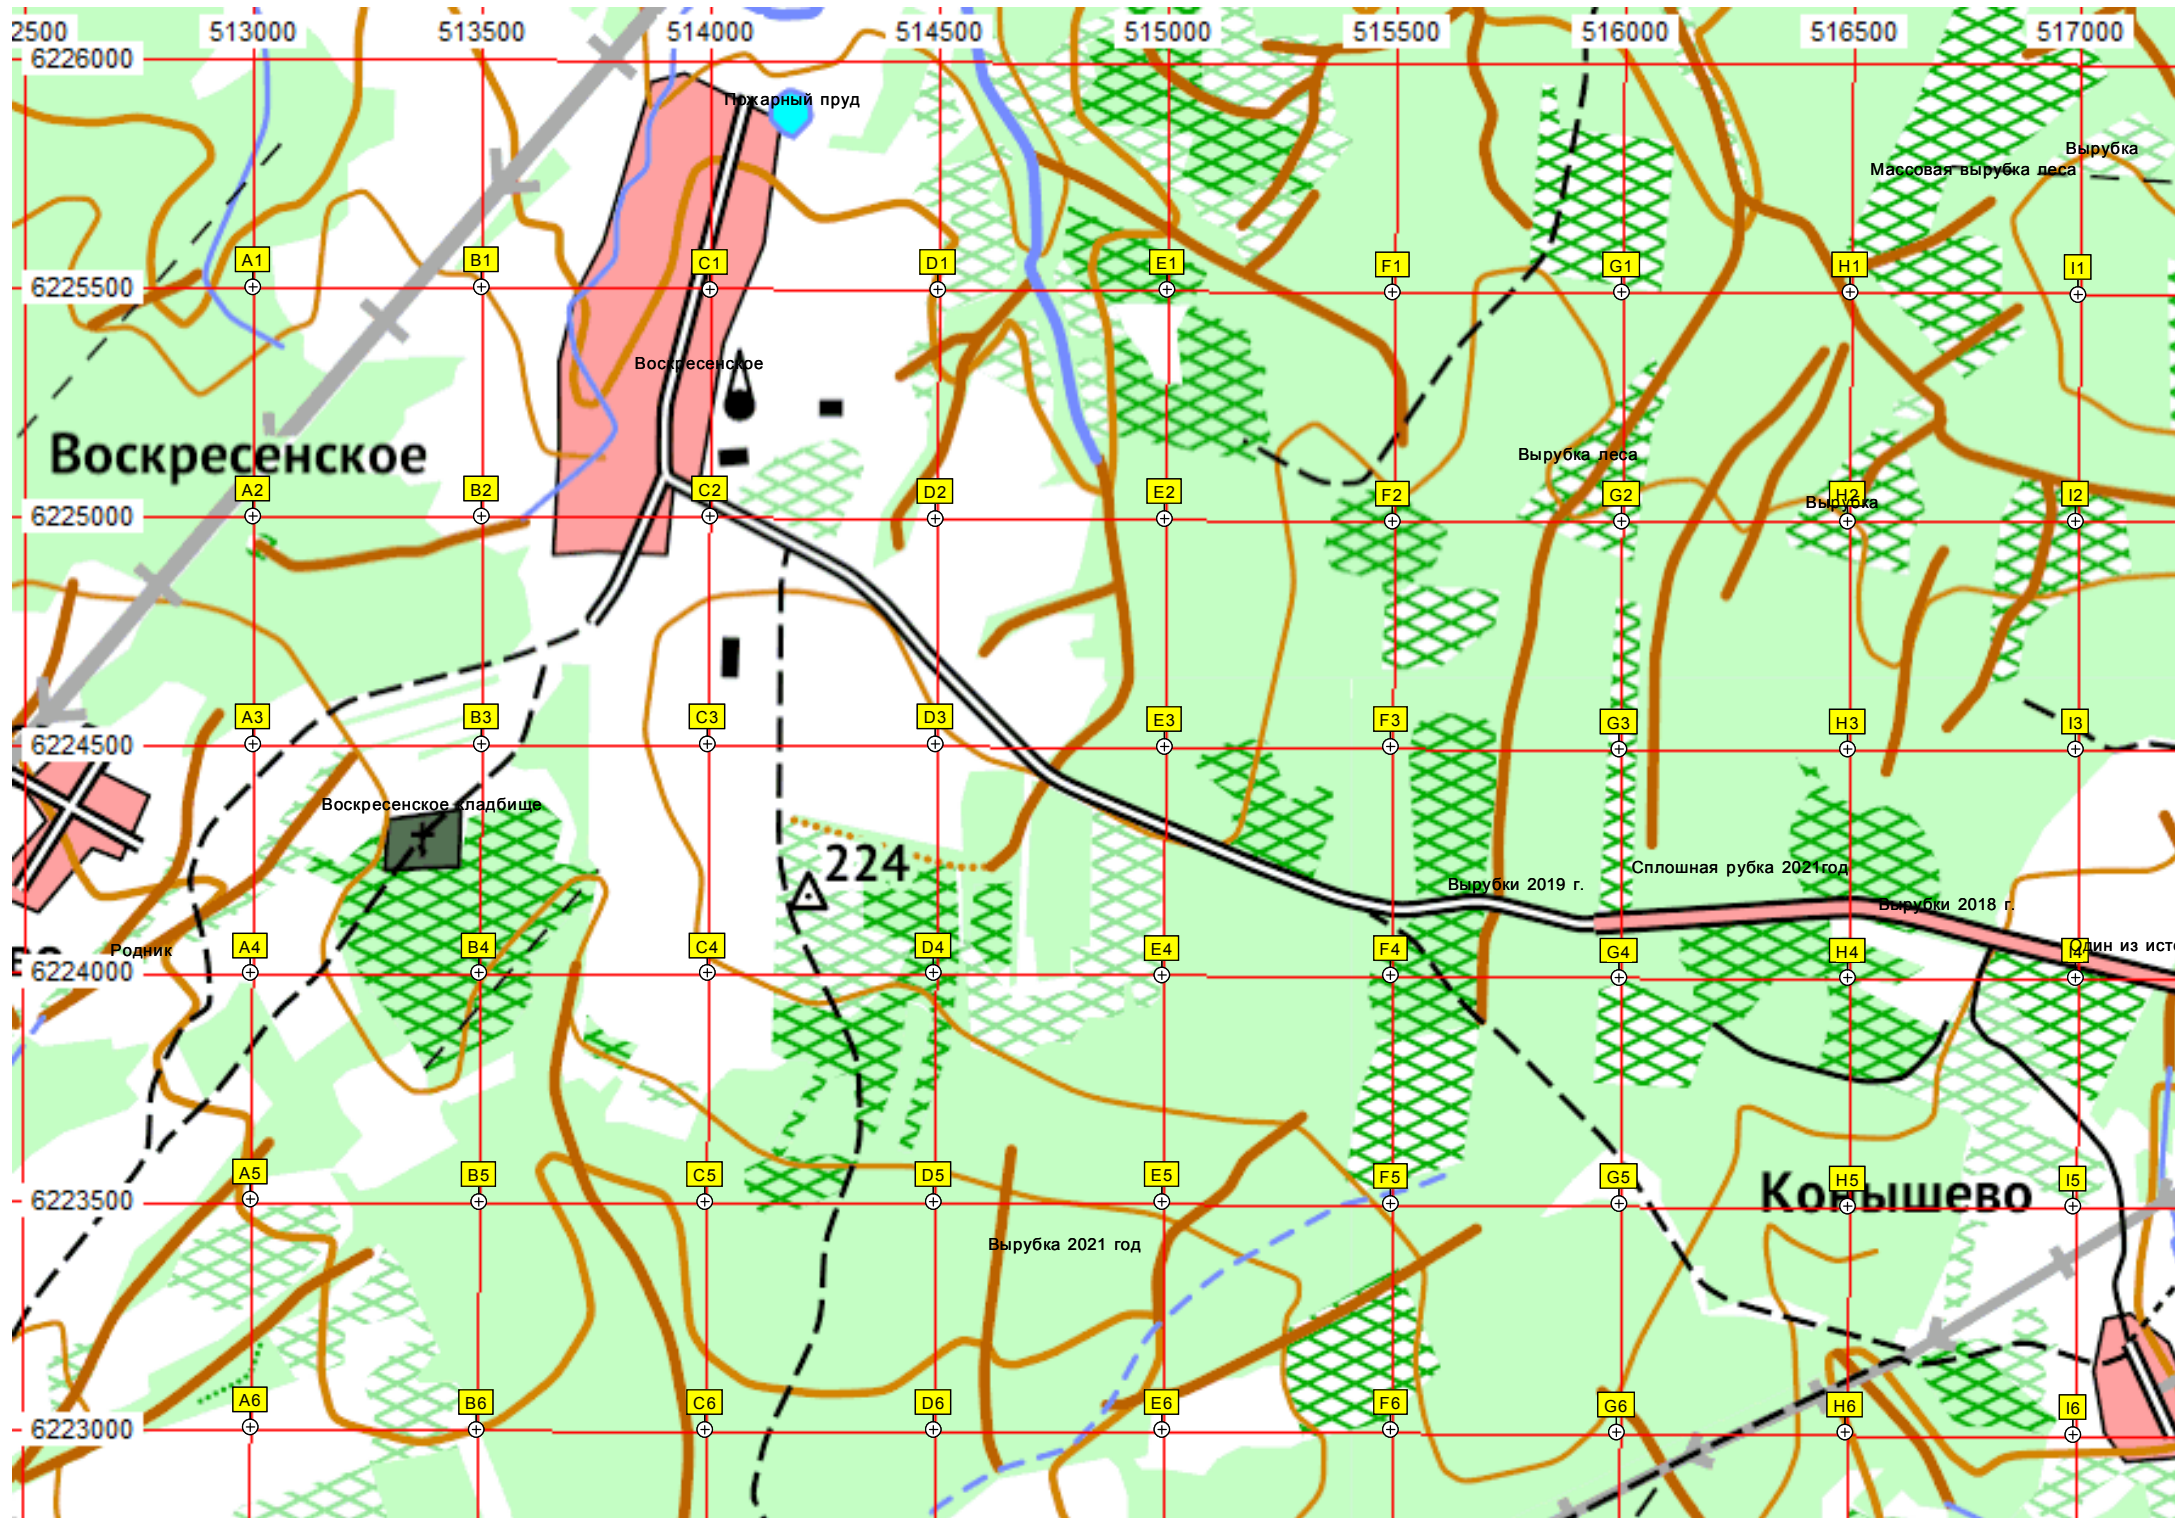 2500 513000 513500 514000 514500 515000 515500 516000 516500 517000
6226000
Пожарный пруд
Вырубка
Массовая вырубка леса
A1 B1 C1 D1 E1 F1 G1 H1 I1
6225500
Воскресенское
Воскресенское
Вырубка леса
A2 B2 C2 D2 E2 F2 G2 H2 I2
Вырубка
6225000
A3 B3 C3 D3 E3 F3 G3 H3 I3
6224500
Воскресенское кладбище
224
Сплошная рубка 2021год
Вырубки 2019 г.
Вырубки 2018 г.
Родник
A4 B4 C4 D4 E4 F4 G4 H4 I4
Один из ист
6224000
A5 B5 C5 D5 E5 F5 G5 H5 I5
Конышево
6223500
Вырубка 2021 год
A6 B6 C6 D6 E6 F6 G6 H6 I6
6223000